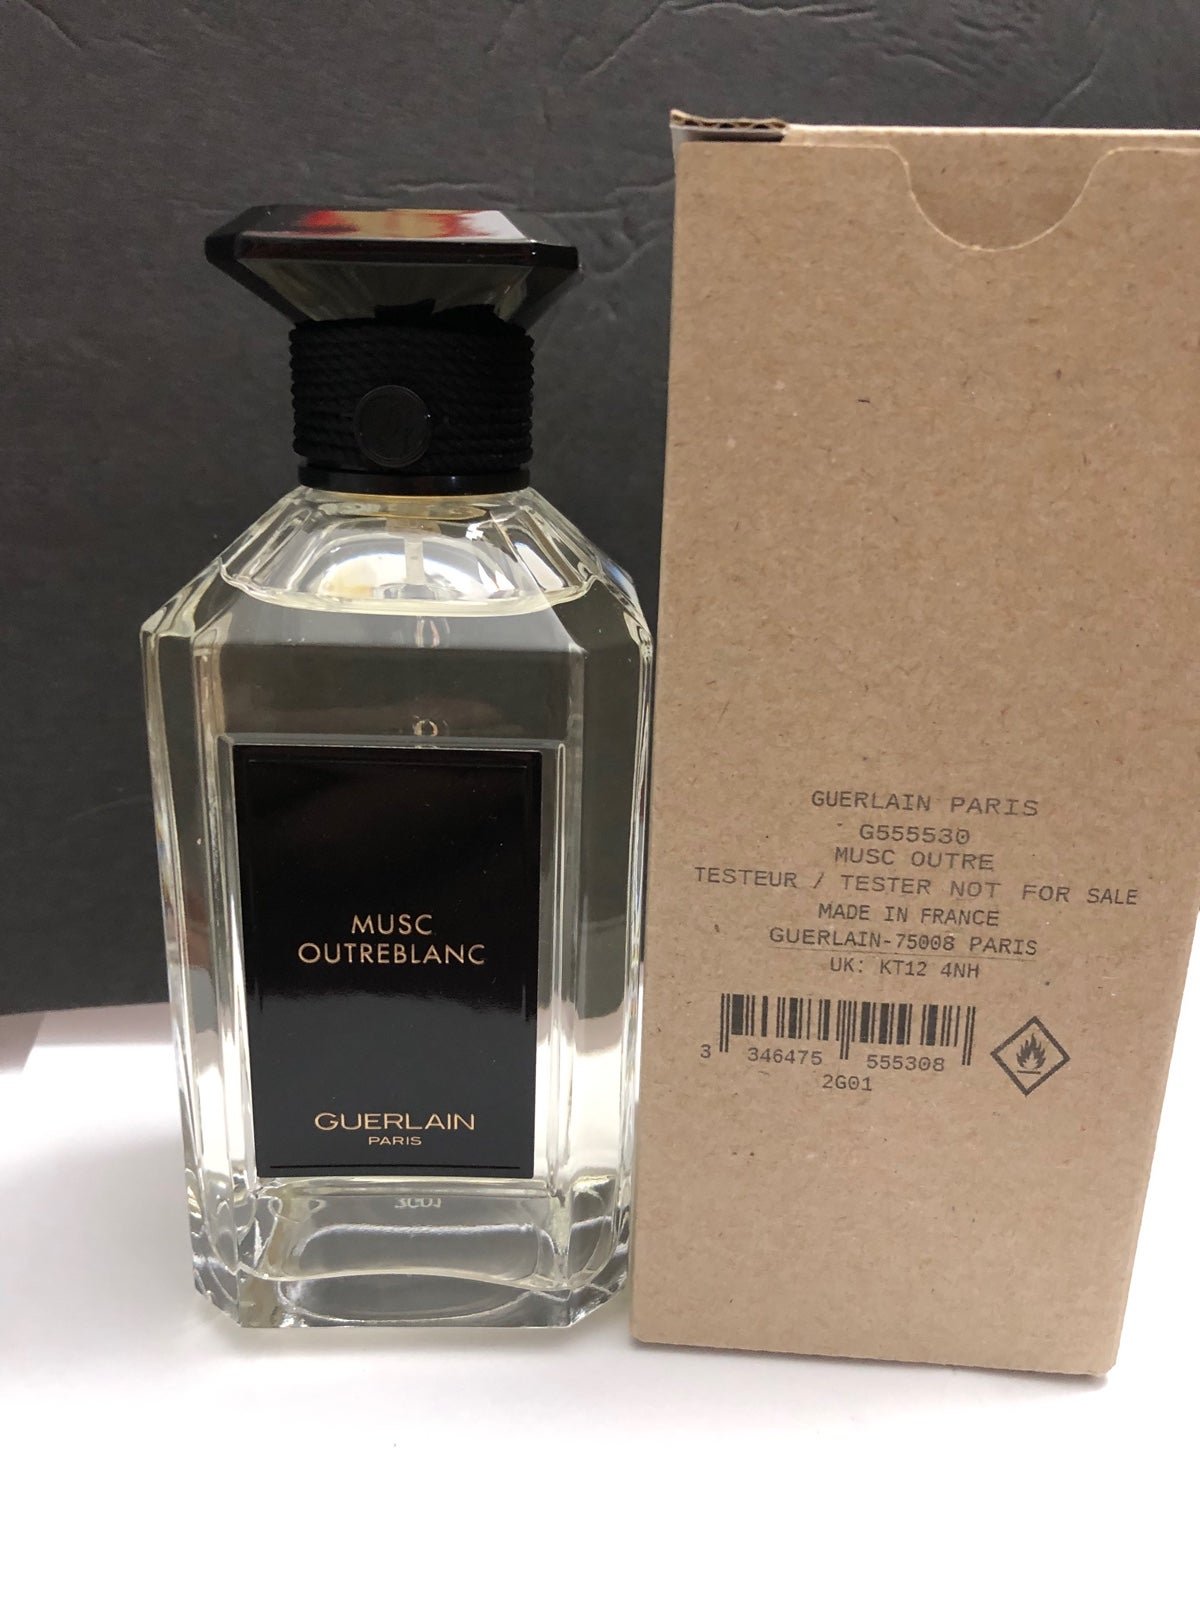 MUSC
OUTREBLANC
GUERLAIN
PARIS
GUERLAIN PARIS
G555530
MUSC OUTRE
TESTEUR / TESTER NOT FOR SALE
MADE IN FRANCE
GUERLAIN-75008 PARIS
UK: KT12 4NH
3 346475 555308
2G01